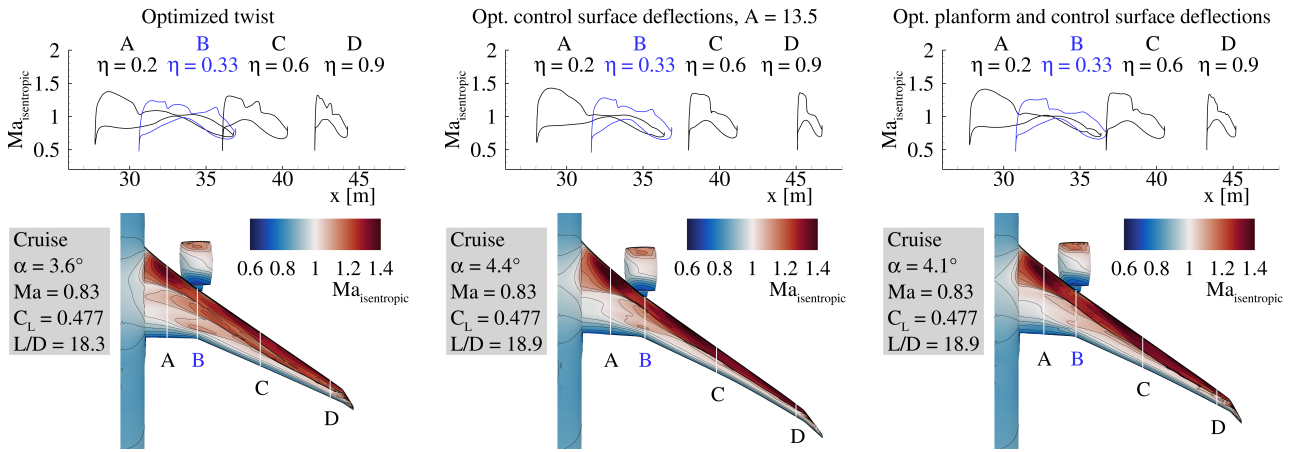 Optimized twist
A B C D
η = 0.2 η = 0.33 η = 0.6 η = 0.9
2
1.5
1
0.5
Ma_isentropic
30 35 40 45
x [m]
Cruise
α = 3.6°
Ma = 0.83
C_L = 0.477
L/D = 18.3
0.6 0.8 1 1.2 1.4
Ma_isentropic
A B
C
D
Opt. control surface deflections, A = 13.5
A B C D
η = 0.2 η = 0.33 η = 0.6 η = 0.9
2
1.5
1
0.5
Ma_isentropic
30 35 40 45
x [m]
Cruise
α = 4.4°
Ma = 0.83
C_L = 0.477
L/D = 18.9
0.6 0.8 1 1.2 1.4
Ma_isentropic
A B
C
D
Opt. planform and control surface deflections
A B C D
η = 0.2 η = 0.33 η = 0.6 η = 0.9
2
1.5
1
0.5
Ma_isentropic
30 35 40 45
x [m]
Cruise
α = 4.1°
Ma = 0.83
C_L = 0.477
L/D = 18.9
0.6 0.8 1 1.2 1.4
Ma_isentropic
A B
C
D